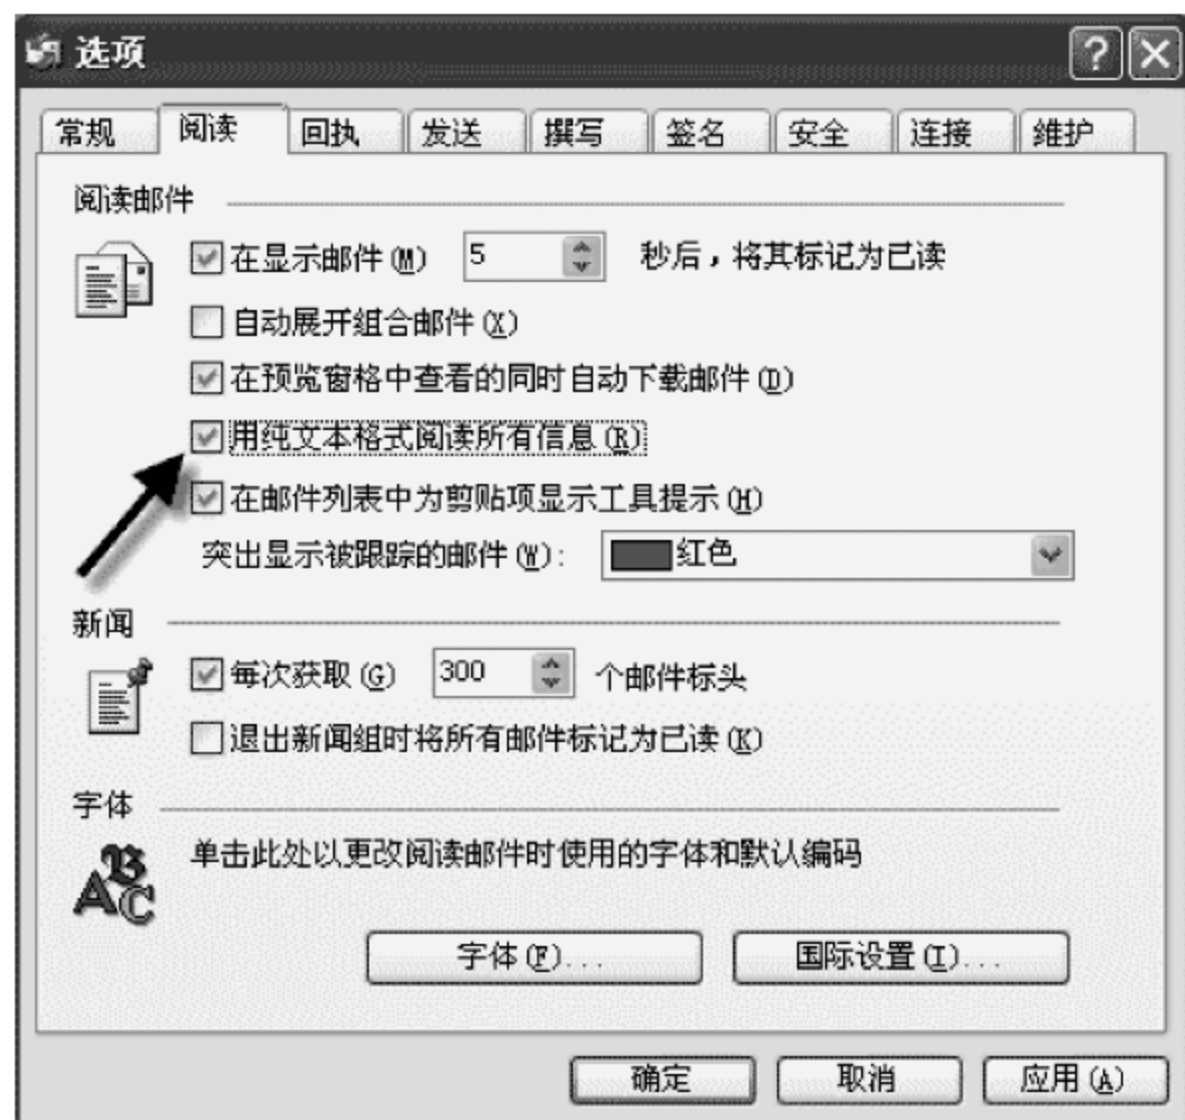 选项
常规 阅读 回执 发送 撰写 签名 安全 连接 维护
阅读邮件
在显示邮件(M) 5 秒后，将其标记为已读
自动展开组合邮件(X)
在预览窗格中查看的同时自动下载邮件(D)
用纯文本格式阅读所有信息(R)
在邮件列表中为剪贴项显示工具提示(H)
突出显示被跟踪的邮件(W)： 红色
新闻
每次获取(G) 300 个邮件标头
退出新闻组时将所有邮件标记为已读(K)
字体
单击此处以更改阅读邮件时使用的字体和默认编码
字体(F)... 国际设置(I)...
确定 取消 应用(A)